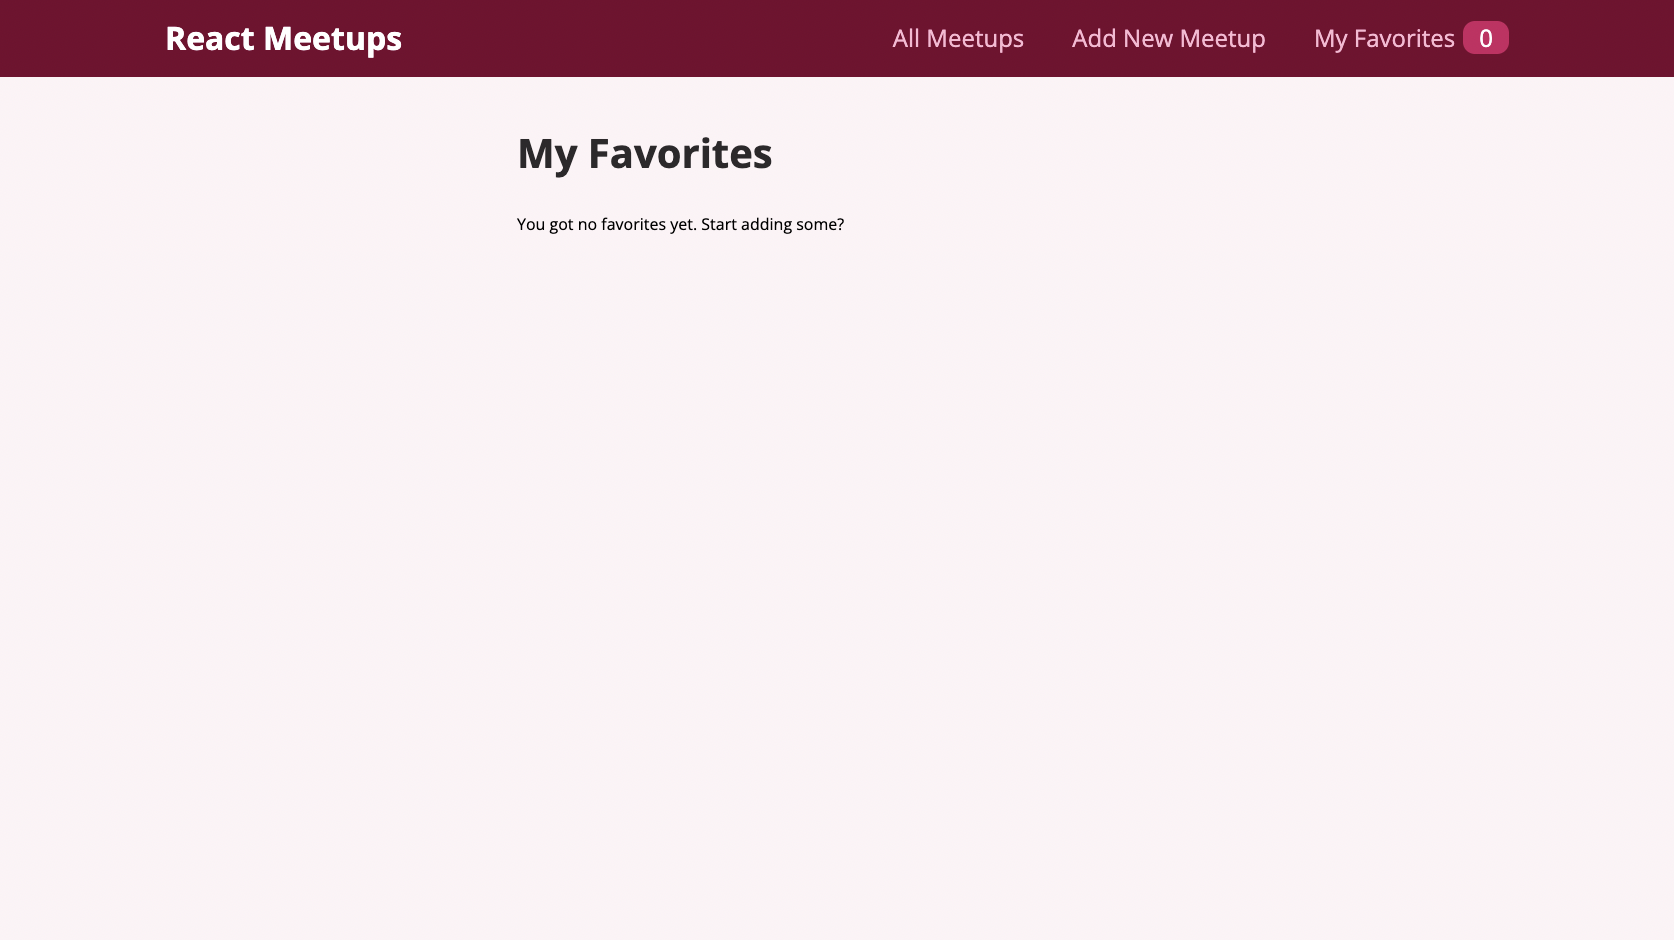 React Meetups
All Meetups
Add New Meetup
My Favorites 0
My Favorites
You got no favorites yet. Start adding some?